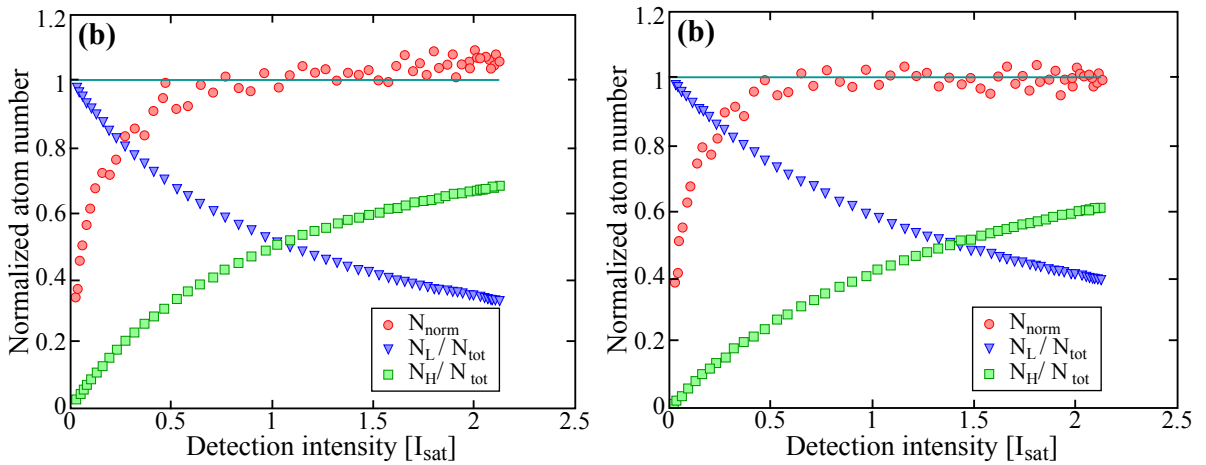 (b)
Normalized atom number
1.2
1
0.8
0.6
0.4
0.2
0
0 0.5 1 1.5 2 2.5
Detection intensity [I_sat]
N_norm
N_L / N_tot
N_H / N_tot
(b)
Normalized atom number
1.2
1
0.8
0.6
0.4
0.2
0
0 0.5 1 1.5 2 2.5
Detection intensity [I_sat]
N_norm
N_L / N_tot
N_H / N_tot